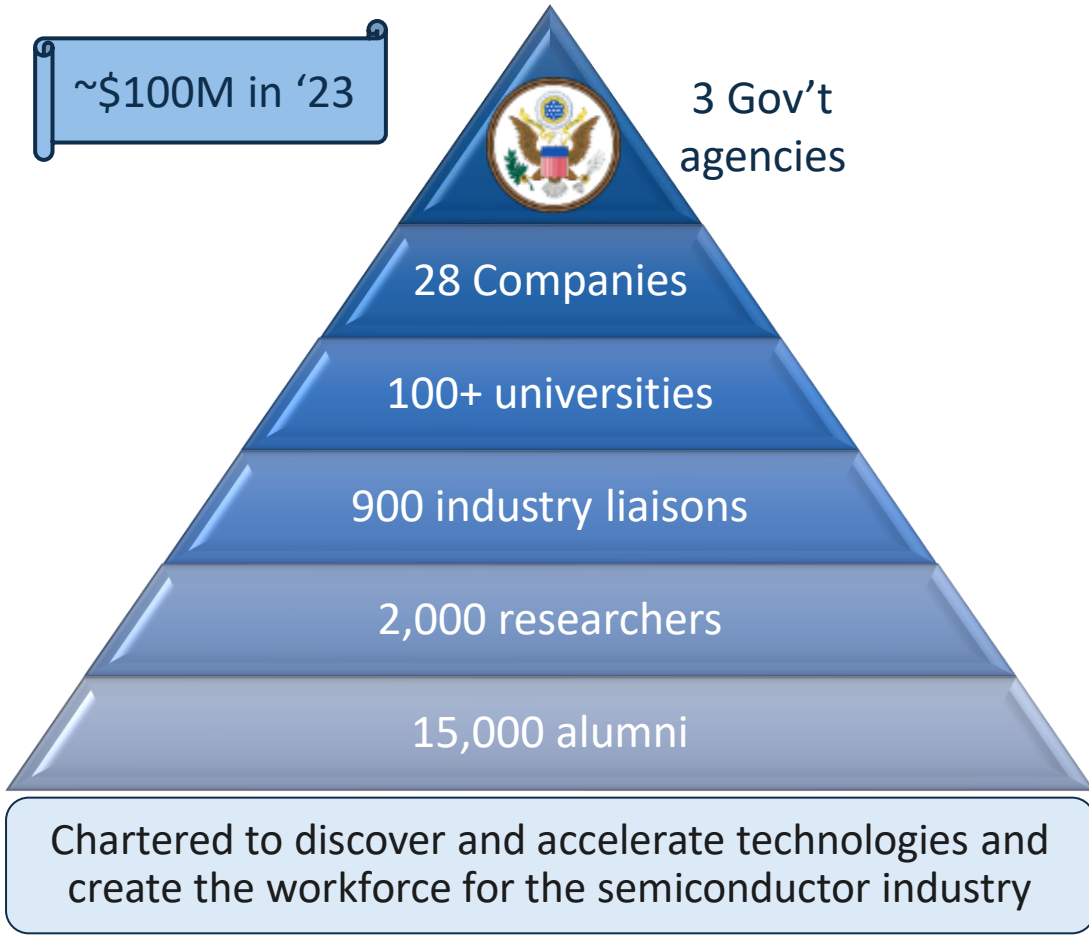 ~$100M in ‘23
3 Gov’t
agencies
28 Companies
100+ universities
900 industry liaisons
2,000 researchers
15,000 alumni
Chartered to discover and accelerate technologies and
create the workforce for the semiconductor industry